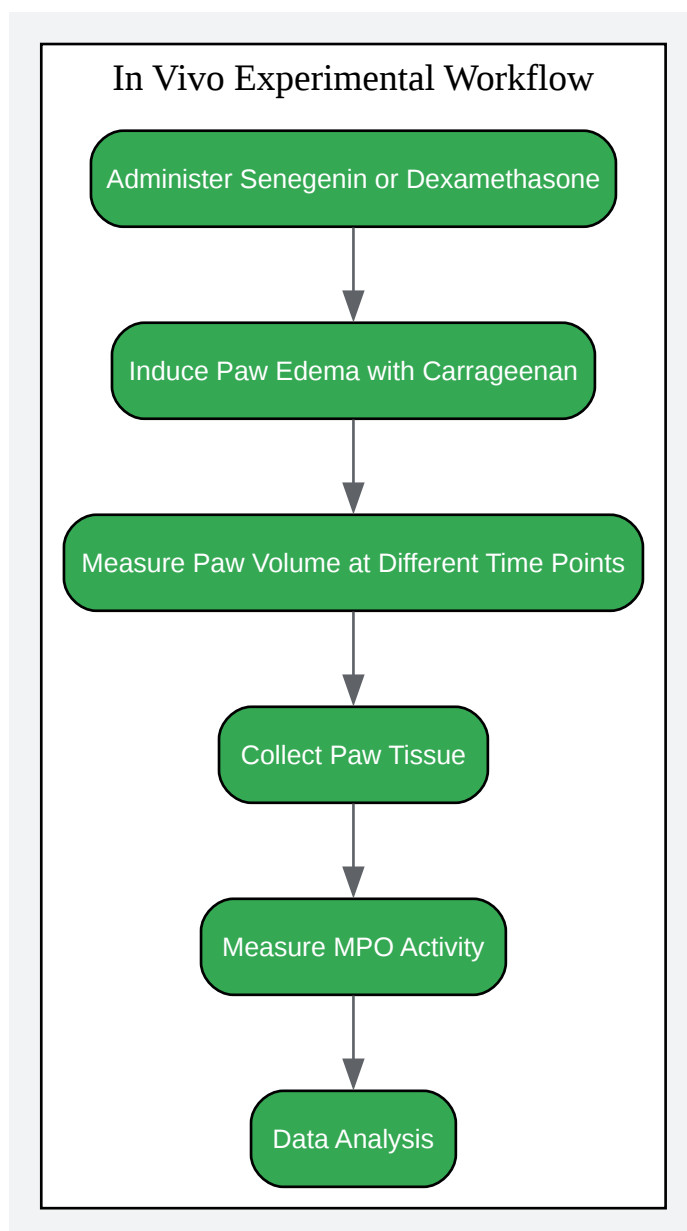 In Vivo Experimental Workflow
Administer Senegenin or Dexamethasone
Induce Paw Edema with Carrageenan
Measure Paw Volume at Different Time Points
Collect Paw Tissue
Measure MPO Activity
Data Analysis